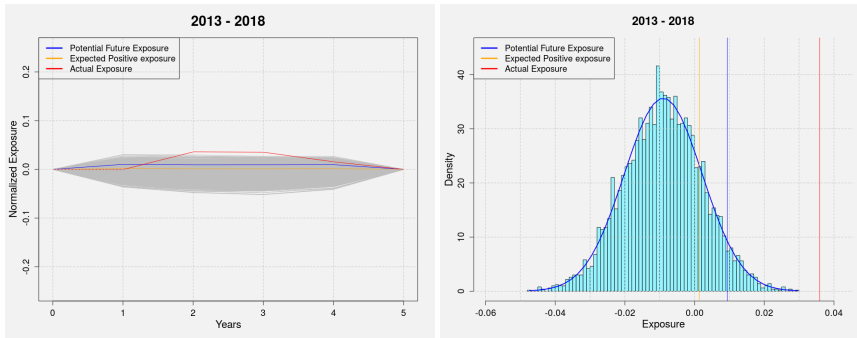 2013 - 2018
Potential Future Exposure
Expected Positive exposure
Actual Exposure
Normalized Exposure
0.2
0.1
0.0
-0.1
-0.2
0 1 2 3 4 5
Years
2013 - 2018
Potential Future Exposure
Expected Positive exposure
Actual Exposure
Density
40
30
20
10
0
-0.06 -0.04 -0.02 0.00 0.02 0.04
Exposure